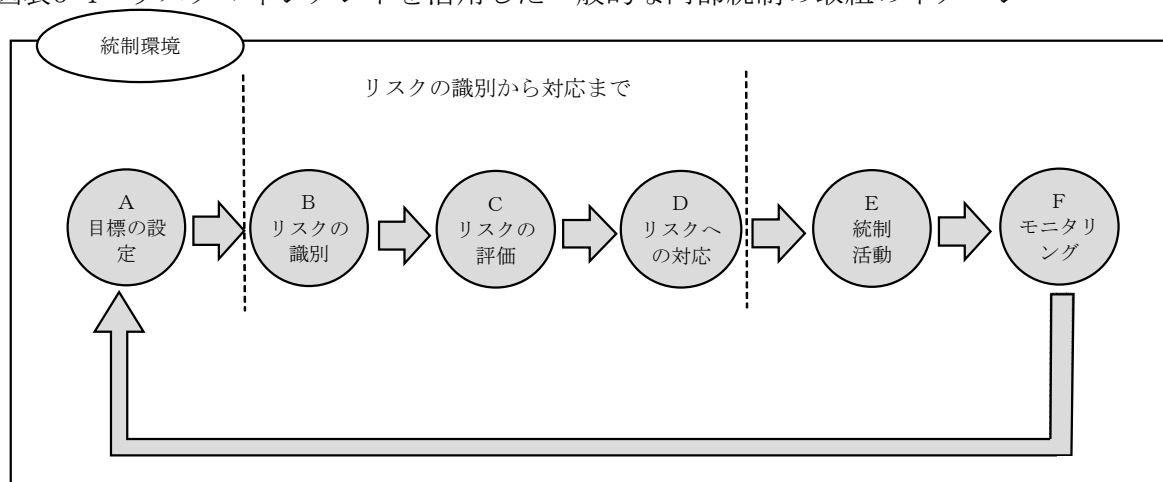 統制環境
リスクの識別から対応まで
A
目標の設
定
B
リスクの
識別
C
リスクの
評価
D
リスクへ
の対応
E
統制
活動
F
モニタリ
ング